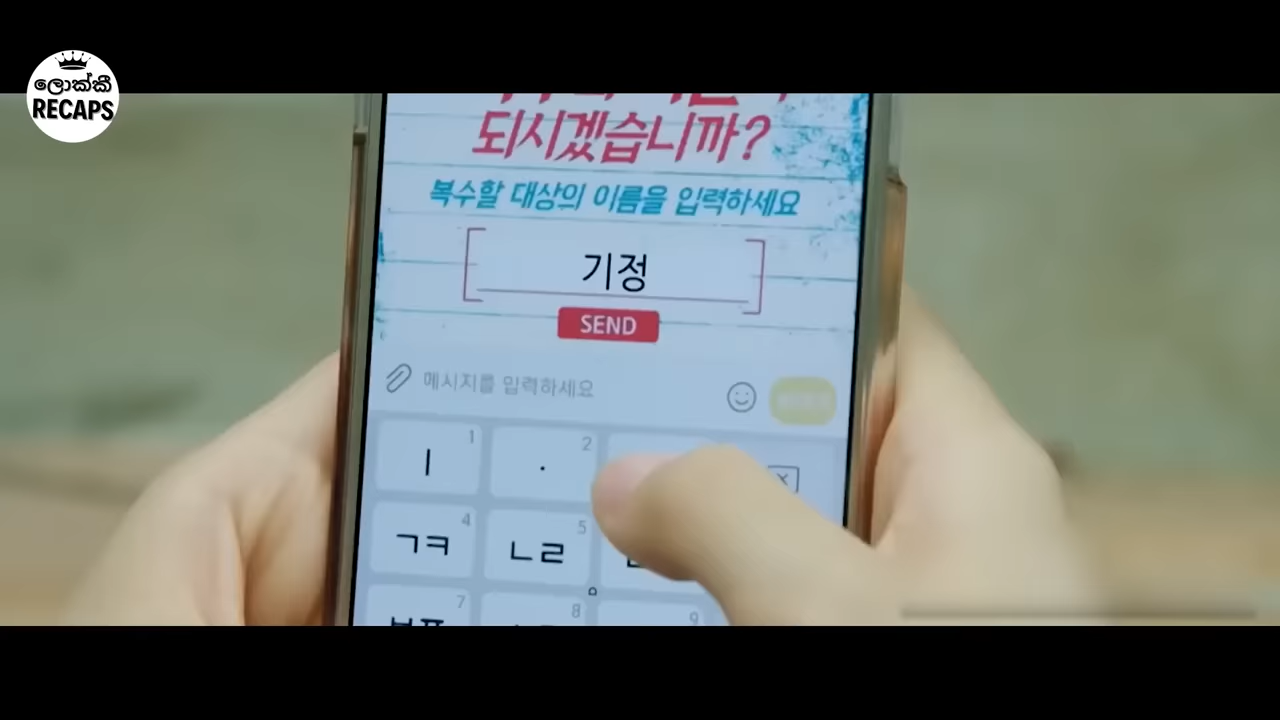 ලොක්කී
RECAPS
되시겠습니까?
복수할 대상의 이름을 입력하세요
기정
SEND
메시지를 입력하세요
1
ㅣ
2
·
4
ㄱㅋ
5
ㄴㄹ
7
8
9